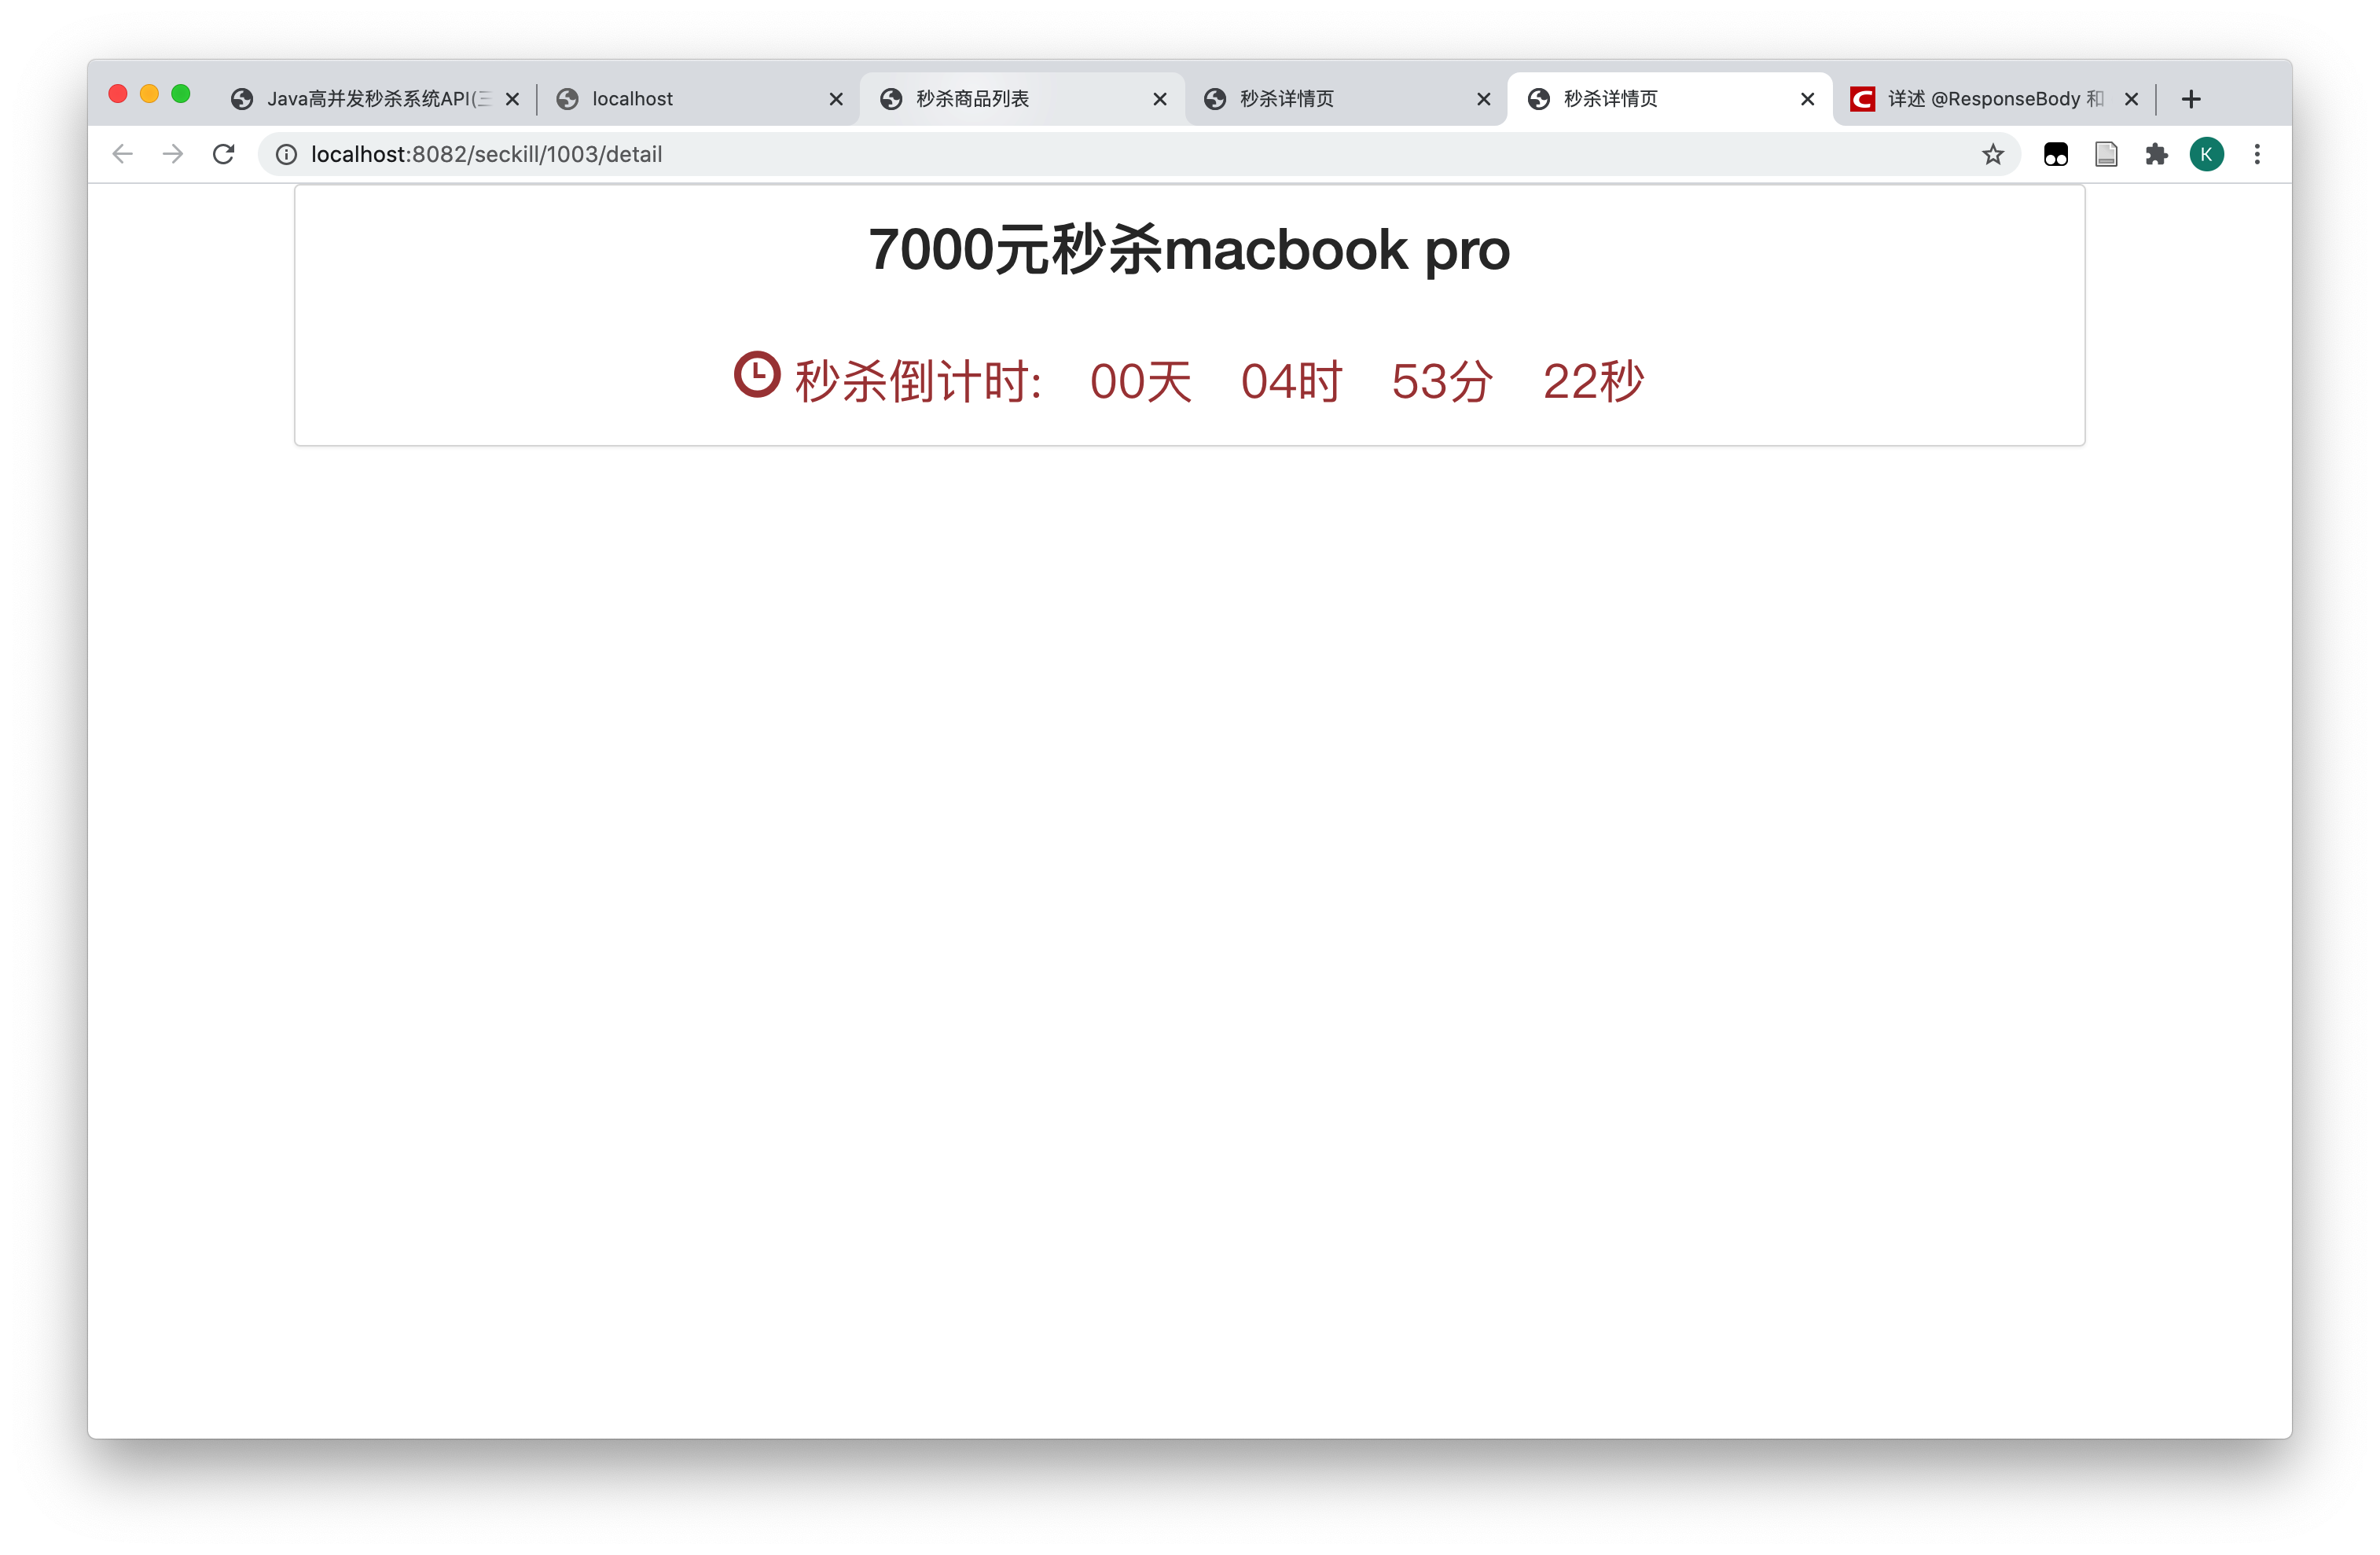 Java高并发秒杀系统API(三
localhost
秒杀商品列表
秒杀详情页
秒杀详情页
详述 @ResponseBody 和
localhost:8082/seckill/1003/detail
K
7000元秒杀macbook pro
秒杀倒计时: 00天 04时 53分 22秒